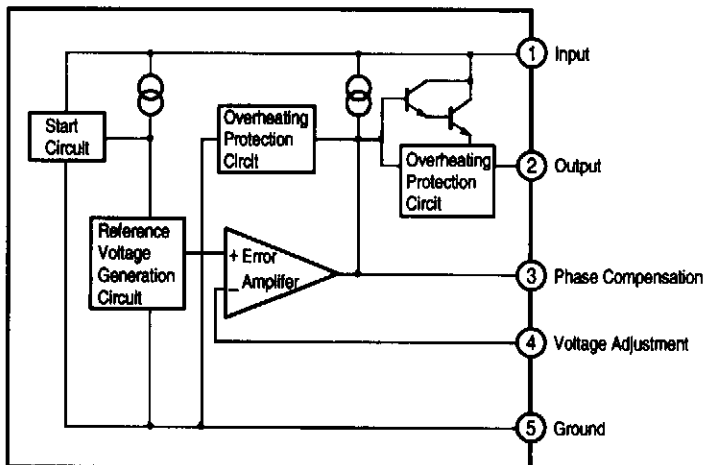 1 Input
Start
Circuit
Overheating
Protection
Circit
Overheating
Protection
Circit
2 Output
Reference
Voltage
Generation
Circuit
+ Error
Amplifer
−
3 Phase Compensation
4 Voltage Adjustment
5 Ground